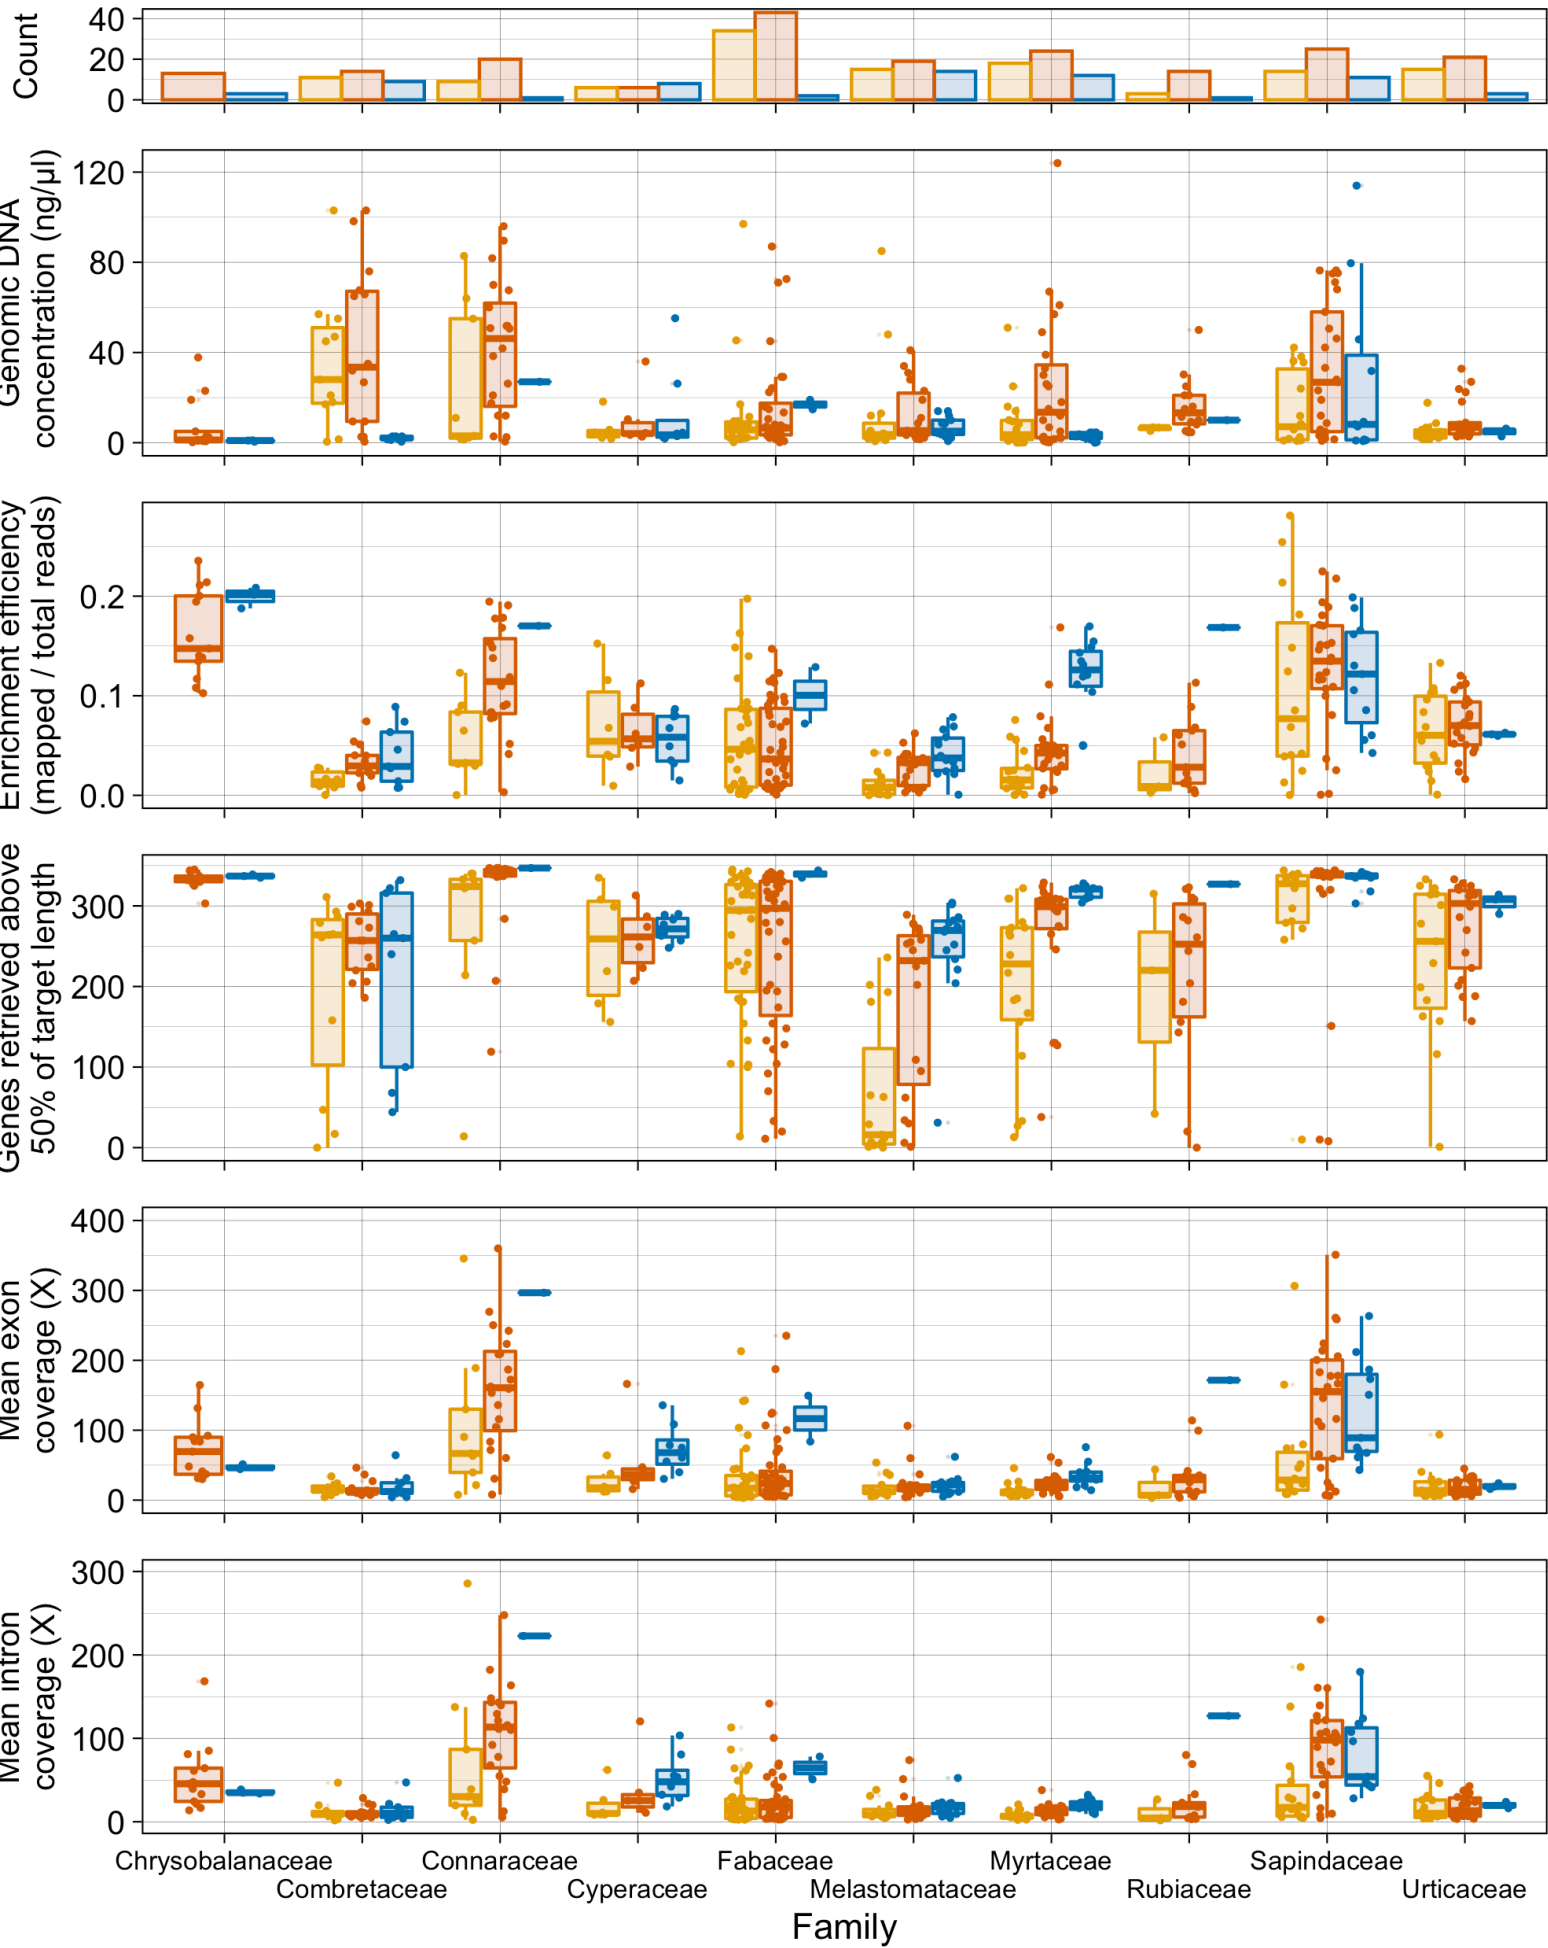 Count
40
20
0
Genomic DNA
concentration (ng/µl)
120
80
40
0
Enrichment efficiency
(mapped / total reads)
0.2
0.1
0.0
Genes retrieved above
50% of target length
300
200
100
0
Mean exon
coverage (X)
400
300
200
100
0
Mean intron
coverage (X)
300
200
100
0
Chrysobalanaceae
Connaraceae
Fabaceae
Myrtaceae
Sapindaceae
Combretaceae
Cyperaceae
Melastomataceae
Rubiaceae
Urticaceae
Family